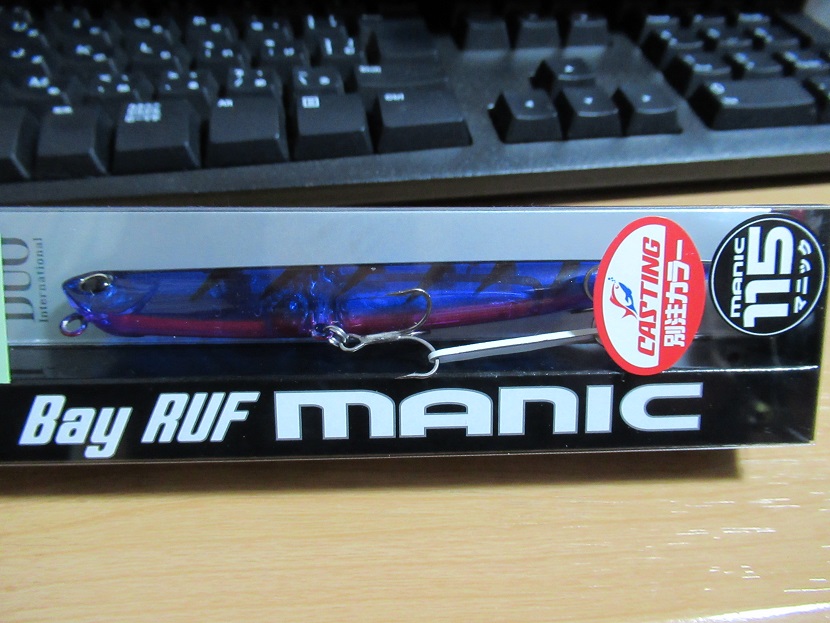 DUO
International
CASTING
別注カラー
MANIC
115
マニック
Bay RUF MANIC